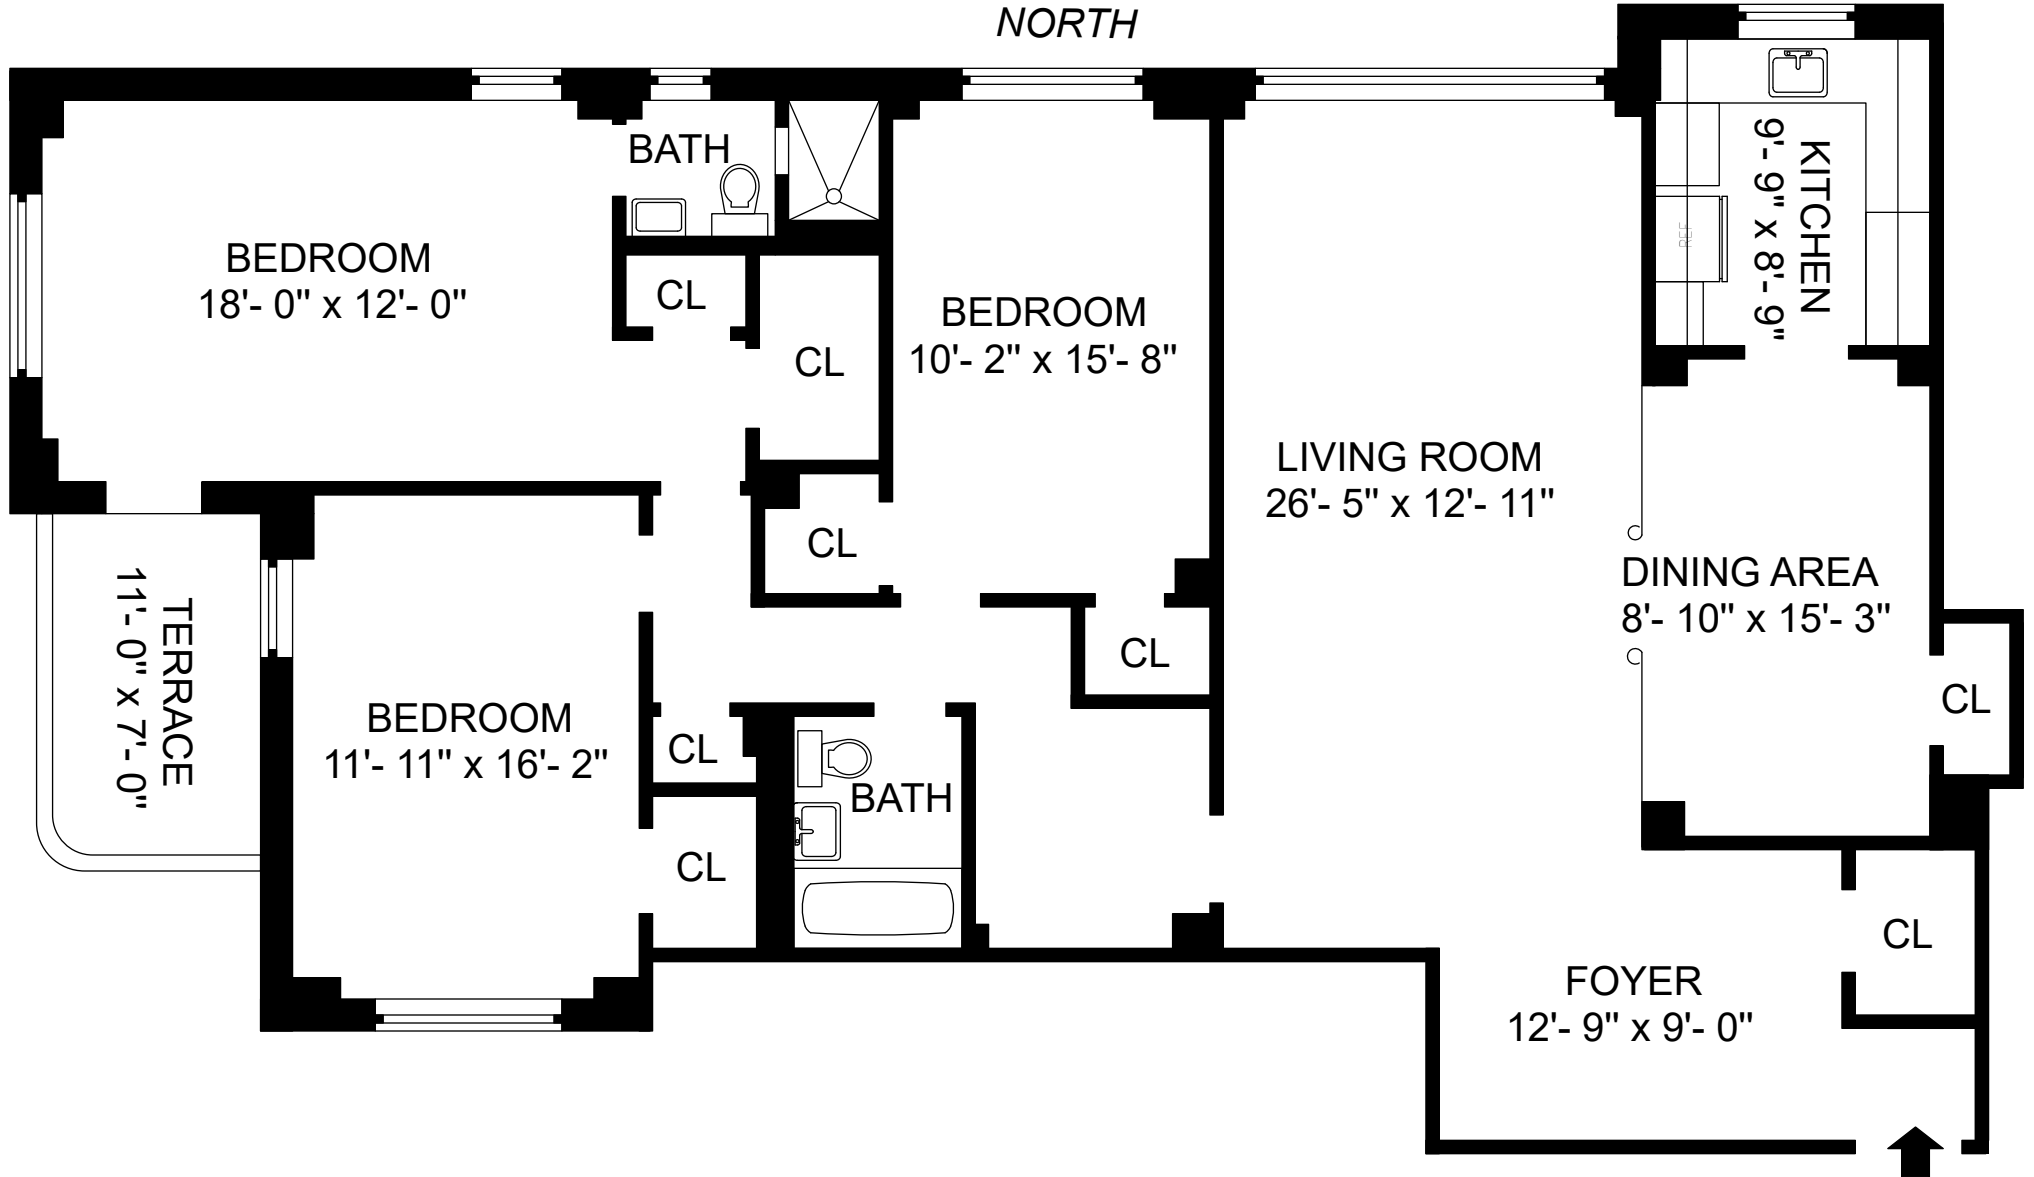 NORTH
BATH
KITCHEN
9'- 9" x 8'- 9"
REF
BEDROOM
18'- 0" x 12'- 0"
CL
BEDROOM
10'- 2" x 15'- 8"
CL
LIVING ROOM
26'- 5" x 12'- 11"
CL
DINING AREA
8'- 10" x 15'- 3"
TERRACE
11'- 0" x 7'- 0"
CL
CL
BEDROOM
11'- 11" x 16'- 2"
CL
BATH
CL
CL
FOYER
12'- 9" x 9'- 0"